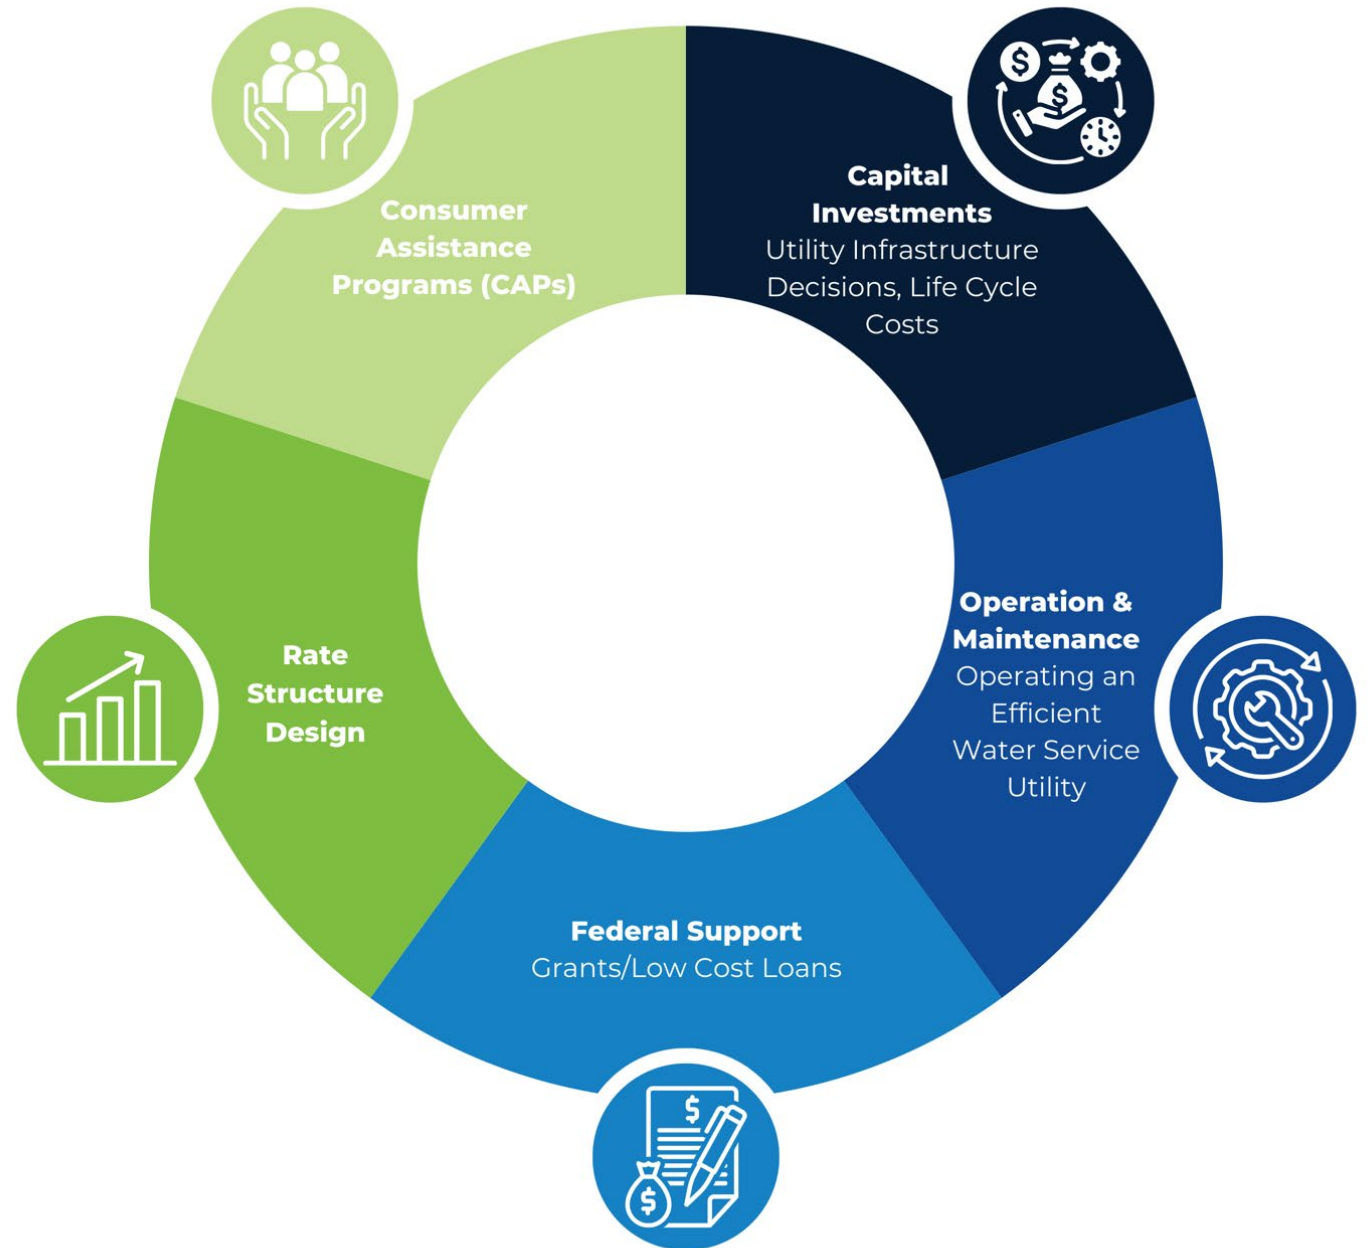 Consumer
Assistance
Programs (CAPs)
Capital
Investments
Utility Infrastructure
Decisions, Life Cycle
Costs
Operation &
Maintenance
Operating an
Efficient
Water Service
Utility
Federal Support
Grants/Low Cost Loans
Rate
Structure
Design
$
$
$
$